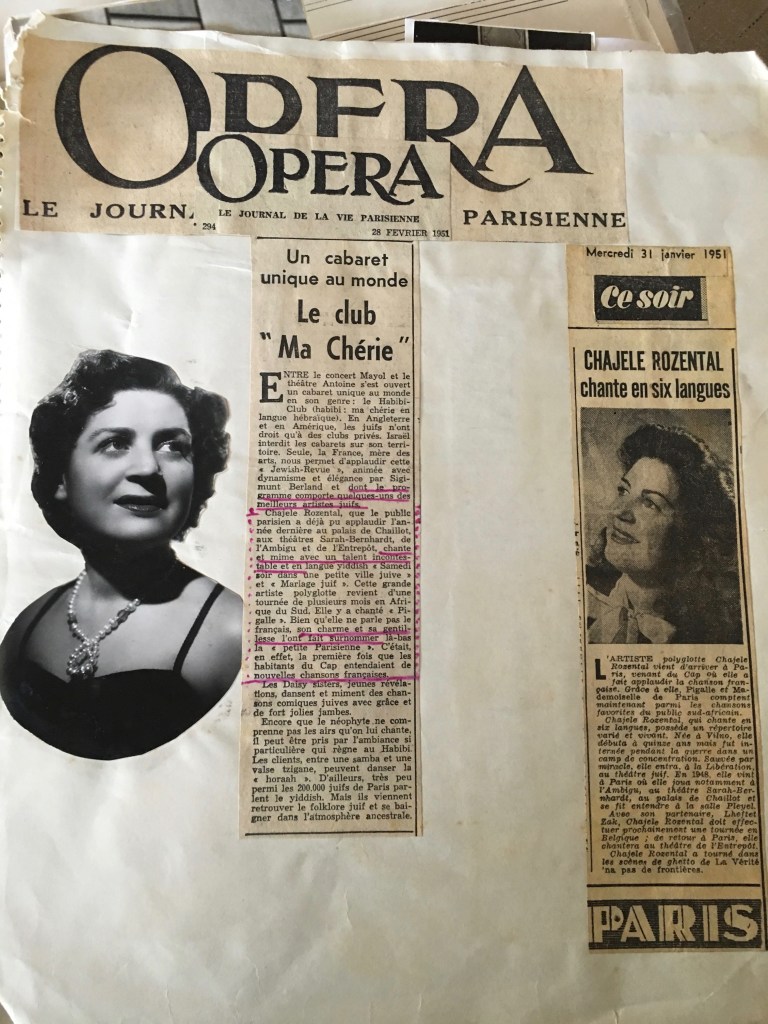 OPERA
OPERA
LE JOURN
LE JOURNAL DE LA VIE PARISIENNE
PARISIENNE
294
28 FEVRIER 1951
Un cabaret
unique au monde
Le club
"Ma Chérie"
ENTRE le concert Mayol et le
théâtre Antoine s'est ouvert
un cabaret unique au monde
en son genre : le Habibi-
Club (habibi : ma chérie en
langue hébraïque). En Angleterre
et en Amérique, les juifs n'ont
droit qu'à des clubs privés. Israël
interdit les cabarets sur son terri-
toire. Seule, la France, mère des
arts, nous permet d'applaudir cette
« Jewish-Revue », animée avec
dynamisme et élégance par Sigi-
munt Berland et dont le pro-
gramme comporte quelques-uns des
meilleurs artistes juifs.
Chajele Rozental, que le public
parisien a déjà pu applaudir l'an-
née dernière au palais de Chaillot,
aux théâtres Sarah-Bernhardt, de
l'Ambigu et de l'Entrepôt, chante
et mime avec un talent incontes-
table et en langue yiddish « Samedi
soir dans une petite ville juive »
et « Mariage juif ». Cette grande
artiste polyglotte revient d'une
tournée de plusieurs mois en Afri-
que du Sud. Elle y a chanté « Pi-
galle ». Bien qu'elle ne parle pas le
français, son charme et sa gentil-
lesse l'ont fait surnommer là-bas
la « petite Parisienne ». C'était,
en effet, la première fois que les
habitants du Cap entendaient de
nouvelles chansons françaises.
Les Daisy sisters, jeunes révéla-
tions, dansent et miment des chan-
sons comiques juives avec grâce et
de fort jolies jambes.
Encore que le néophyte ne com-
prenne pas les airs qu'on lui chante,
il peut être pris par l'ambiance si
particulière qui règne au Habibi.
Les clients, entre une samba et une
valse tzigane, peuvent danser la
« horaah ». D'ailleurs, très peu
permi les 200.000 juifs de Paris par-
lent le yiddish. Mais ils viennent
retrouver le folklore juif et se bai-
gner dans l'atmosphère ancestrale.
Mercredi 31 janvier 1951
Ce soir
CHAJELE ROZENTAL
chante en six langues
L'ARTISTE polyglotte Chajele
Rozental vient d'arriver à Pa-
ris, venant du Cap où elle a
fait applaudir la chanson fran-
çaise. Grâce à elle, Pigalle et Ma-
demoiselle de Paris comptent
maintenant parmi les chansons
favorites du public sud-africain.
Chajele Rozental, qui chante en
six langues, possède un répertoire
varié et vivant. Née à Vilno, elle
débuta à quinze ans mais fut in-
ternée pendant la guerre dans un
camp de concentration. Sauvée par
miracle, elle entra, à la Libération,
au théâtre juif. En 1948, elle vint
à Paris où elle joua notamment à
l'Ambigu, au théâtre Sarah-Ber-
nhardt, au palais de Chaillot et
se fit entendre à la salle Pleyel.
Avec son partenaire, Lheftet
Zak, Chajele Rozental doit effec-
tuer prochainement une tournée en
Belgique ; de retour à Paris, elle
chantera au théâtre de l'Entrepôt.
Chajele Rozental a tourné dans
les scènes de ghetto de La Vérité
'na pas de frontières.
PARIS